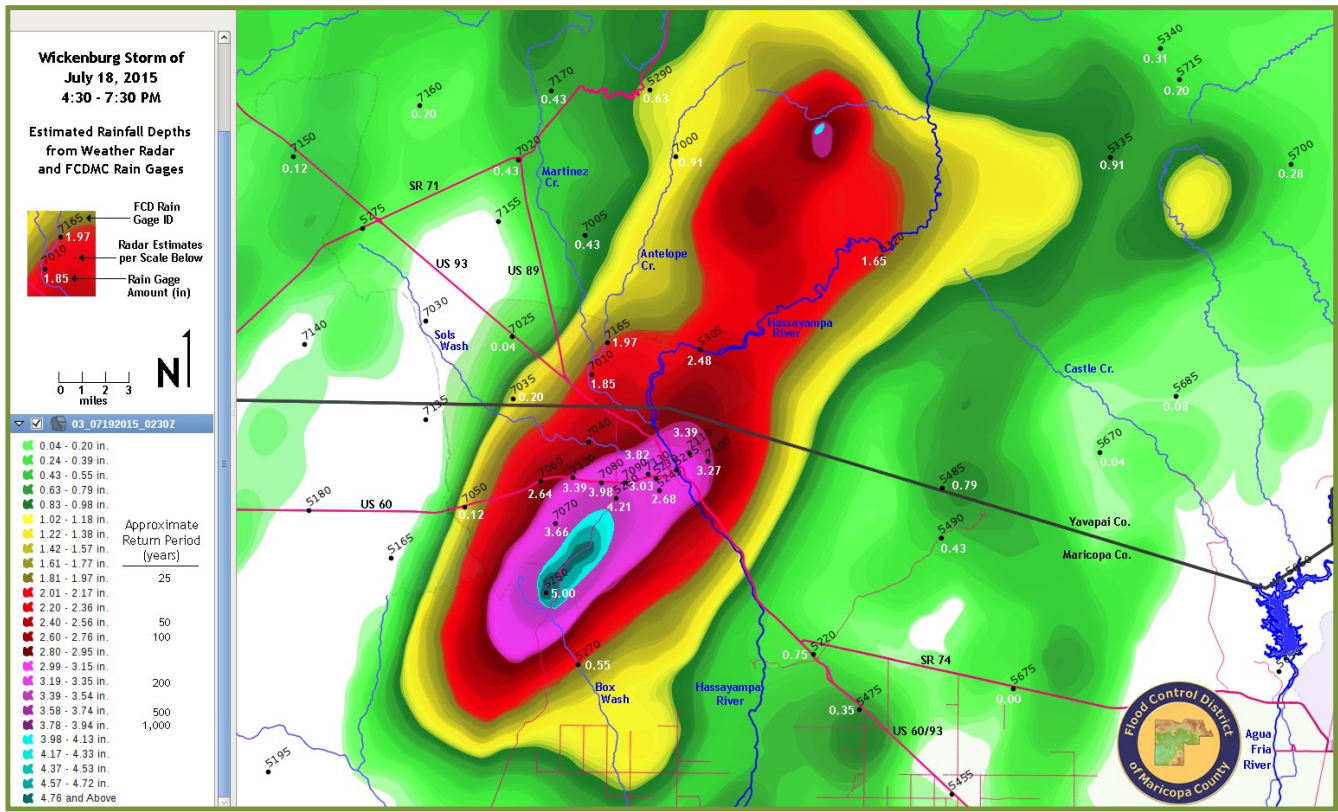 Wickenburg Storm of
July 18, 2015
4:30 - 7:30 PM
Estimated Rainfall Depths
from Weather Radar
and FCDMC Rain Gages
FCD Rain
Gage ID
7165
1.97
7010
1.85
Radar Estimates
per Scale Below
Rain Gage
Amount (in)
N
0 1 2 3
miles
03_07192015_0230Z
0.04 - 0.20 in.
0.24 - 0.39 in.
0.43 - 0.55 in.
0.63 - 0.79 in.
0.83 - 0.98 in.
1.02 - 1.18 in.
1.22 - 1.38 in.
1.42 - 1.57 in.
1.61 - 1.77 in.
1.81 - 1.97 in.
2.01 - 2.17 in.
2.20 - 2.36 in.
2.40 - 2.56 in.
2.60 - 2.76 in.
2.80 - 2.95 in.
2.99 - 3.15 in.
3.19 - 3.35 in.
3.39 - 3.54 in.
3.58 - 3.74 in.
3.78 - 3.94 in.
3.98 - 4.13 in.
4.17 - 4.33 in.
4.37 - 4.53 in.
4.57 - 4.72 in.
4.76 and Above
Approximate
Return Period
(years)
25
50
100
200
500
1,000
7150
0.12
7160
0.20
7170
0.43
5290
0.63
5340
0.31
5715
0.20
7020
0.43
7000
0.91
5335
0.91
5700
0.28
SR 71
Martinez
Cr.
5275
7155
7005
0.43
US 93
US 89
Antelope
Cr.
5320
1.65
7140
7030
Sols
Wash
7025
0.04
7165
1.97
5305
2.48
Hassayampa
River
7010
1.85
Castle Cr.
7135
7035
0.20
5685
0.08
7040
3.39
3.82
7110
7100
3.27
5670
0.04
7060
2.64
7120
3.39
7080
3.98
7090
3.03
7130
2.68
4.21
5485
0.79
5180
US 60
7050
0.12
7070
3.66
5490
0.43
Yavapai Co.
Maricopa Co.
5165
5250
5.00
5270
0.55
5220
0.75
SR 74
5675
0.00
Box
Wash
Hassayampa
River
5475
0.35
US 60/93
5195
5455
Agua
Fria
River
Flood Control District
of Maricopa County